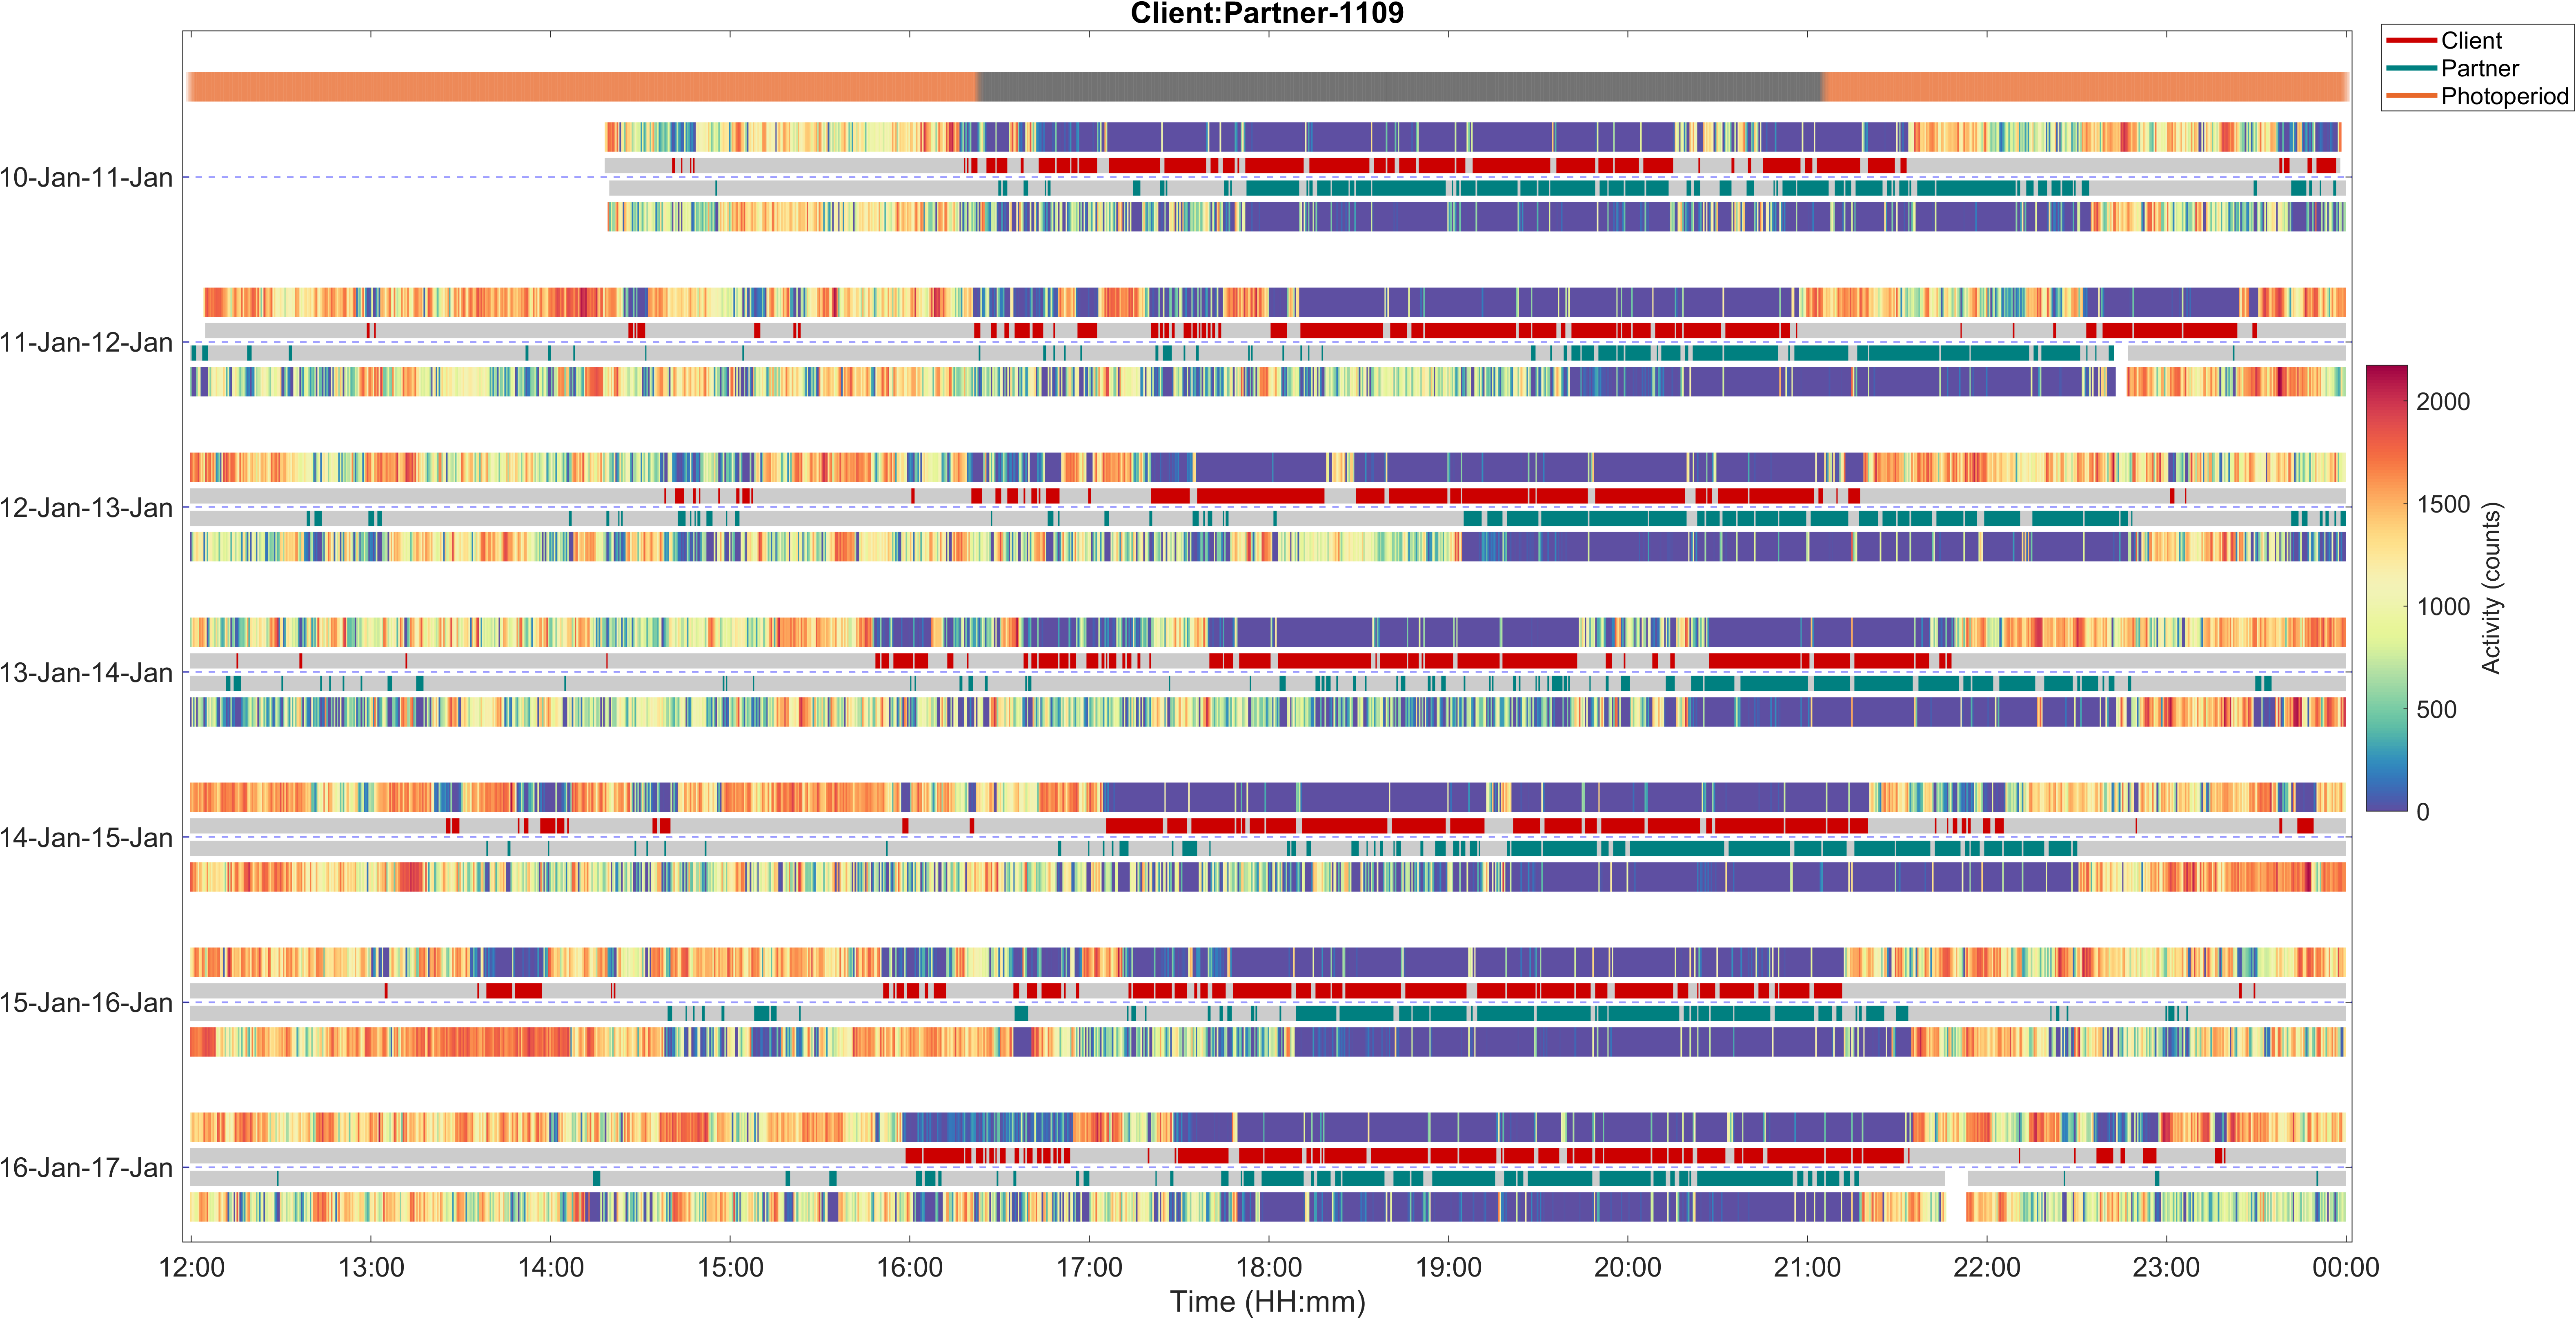 Client:Partner-1109
Client
Partner
Photoperiod
10-Jan-11-Jan
11-Jan-12-Jan
12-Jan-13-Jan
13-Jan-14-Jan
14-Jan-15-Jan
15-Jan-16-Jan
16-Jan-17-Jan
2000
1500
1000
500
0
Activity (counts)
12:00 13:00 14:00 15:00 16:00 17:00 18:00 19:00 20:00 21:00 22:00 23:00 00:00
Time (HH:mm)